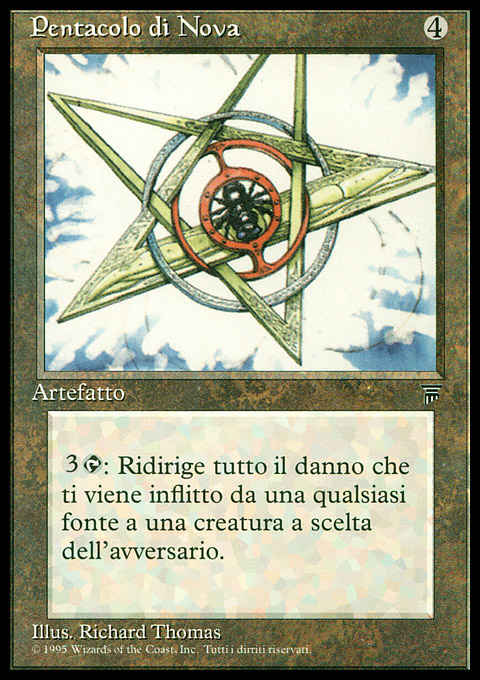 Pentacolo di Nova 4
Artefatto
3 : Ridirige tutto il danno che
ti viene inflitto da una qualsiasi
fonte a una creatura a scelta
dell'avversario.
Illus. Richard Thomas
© 1995 Wizards of the Coast, Inc. Tutti i dirriti riservati.